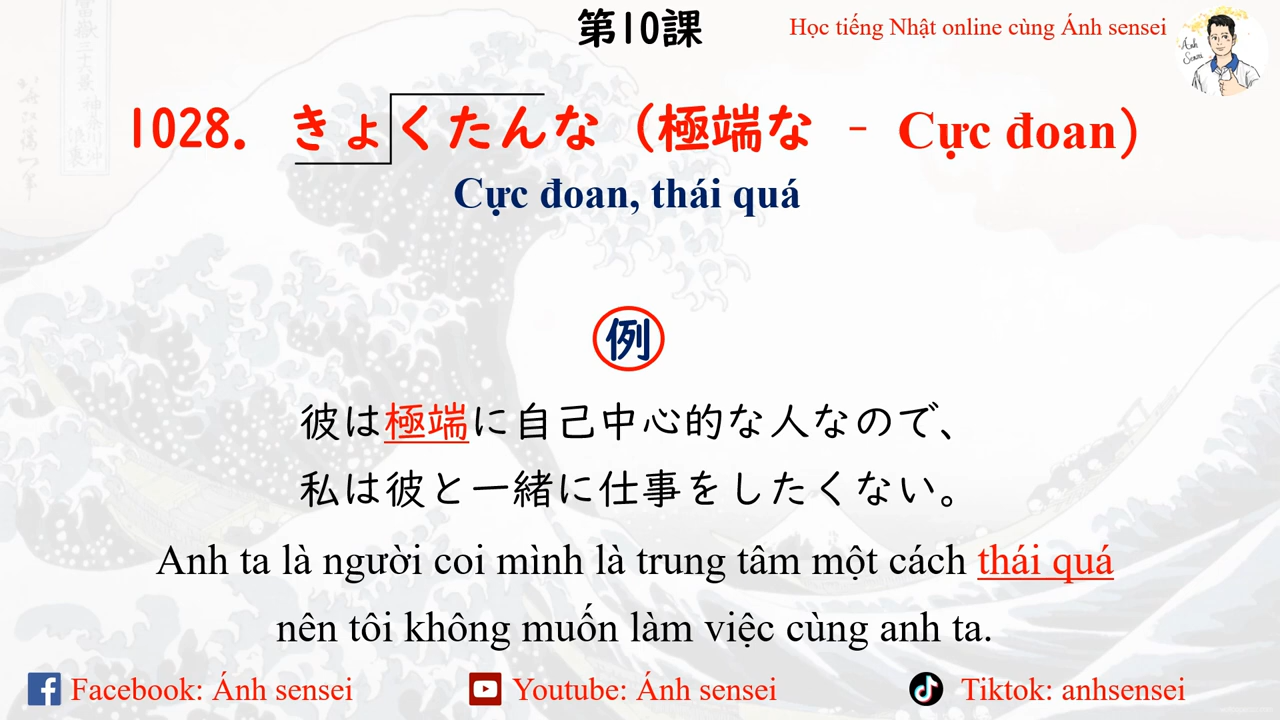 第10課
Học tiếng Nhật online cùng Ánh sensei
Ánh
Sensei
1028. きょくたんな (極端な - Cực đoan)
Cực đoan, thái quá
例
彼は極端に自己中心的な人なので、
私は彼と一緒に仕事をしたくない。
Anh ta là người coi mình là trung tâm một cách thái quá
nên tôi không muốn làm việc cùng anh ta.
Facebook: Ánh sensei
Youtube: Ánh sensei
Tiktok: anhsensei